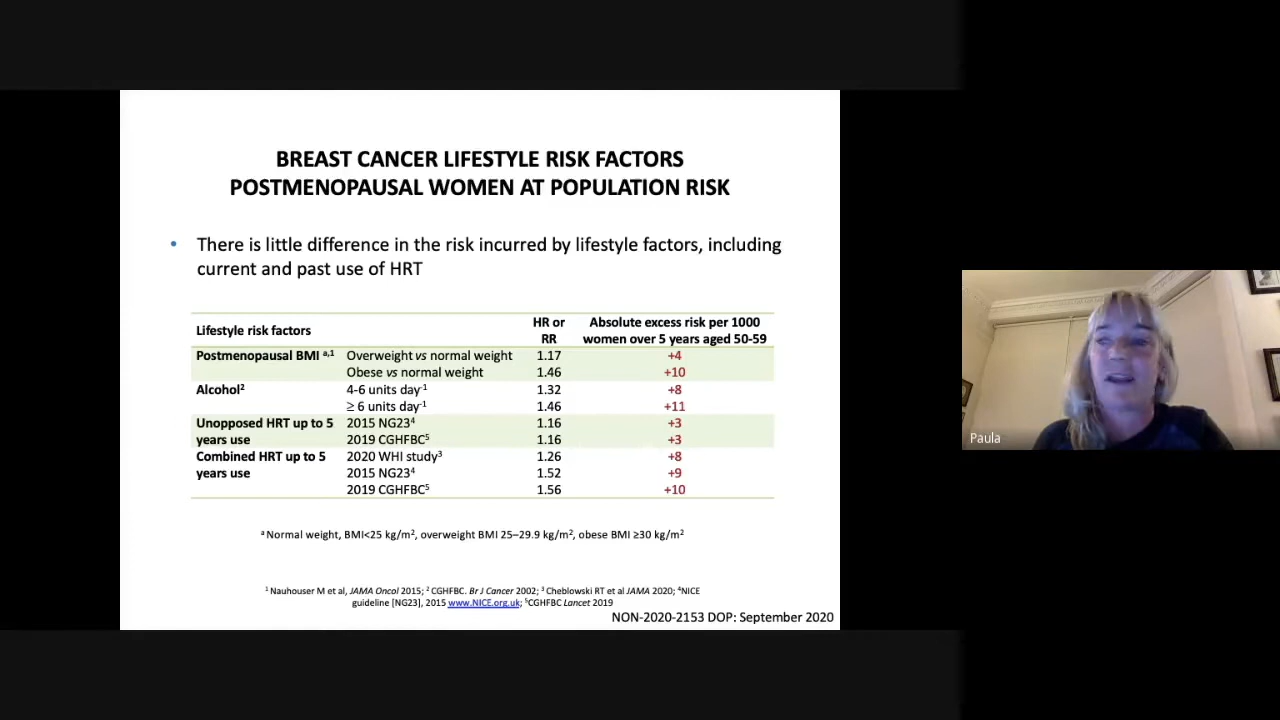 BREAST CANCER LIFESTYLE RISK FACTORS
POSTMENOPAUSAL WOMEN AT POPULATION RISK
• There is little difference in the risk incurred by lifestyle factors, including
current and past use of HRT
Lifestyle risk factors HR or RR Absolute excess risk per 1000 women over 5 years aged 50-59
Postmenopausal BMI ᵃ,¹ Overweight vs normal weight 1.17 +4
Obese vs normal weight 1.46 +10
Alcohol² 4-6 units day⁻¹ 1.32 +8
≥ 6 units day⁻¹ 1.46 +11
Unopposed HRT up to 5 2015 NG23⁴ 1.16 +3
years use 2019 CGHFBC⁵ 1.16 +3
Combined HRT up to 5 2020 WHI study³ 1.26 +8
years use 2015 NG23⁴ 1.52 +9
2019 CGHFBC⁵ 1.56 +10
ᵃ Normal weight, BMI<25 kg/m², overweight BMI 25–29.9 kg/m², obese BMI ≥30 kg/m²
¹ Nauhouser M et al, JAMA Oncol 2015; ² CGHFBC. Br J Cancer 2002; ³ Cheblowski RT et al JAMA 2020; ⁴NICE
guideline [NG23], 2015 www.NICE.org.uk; ⁵CGHFBC Lancet 2019
NON-2020-2153 DOP: September 2020
Paula